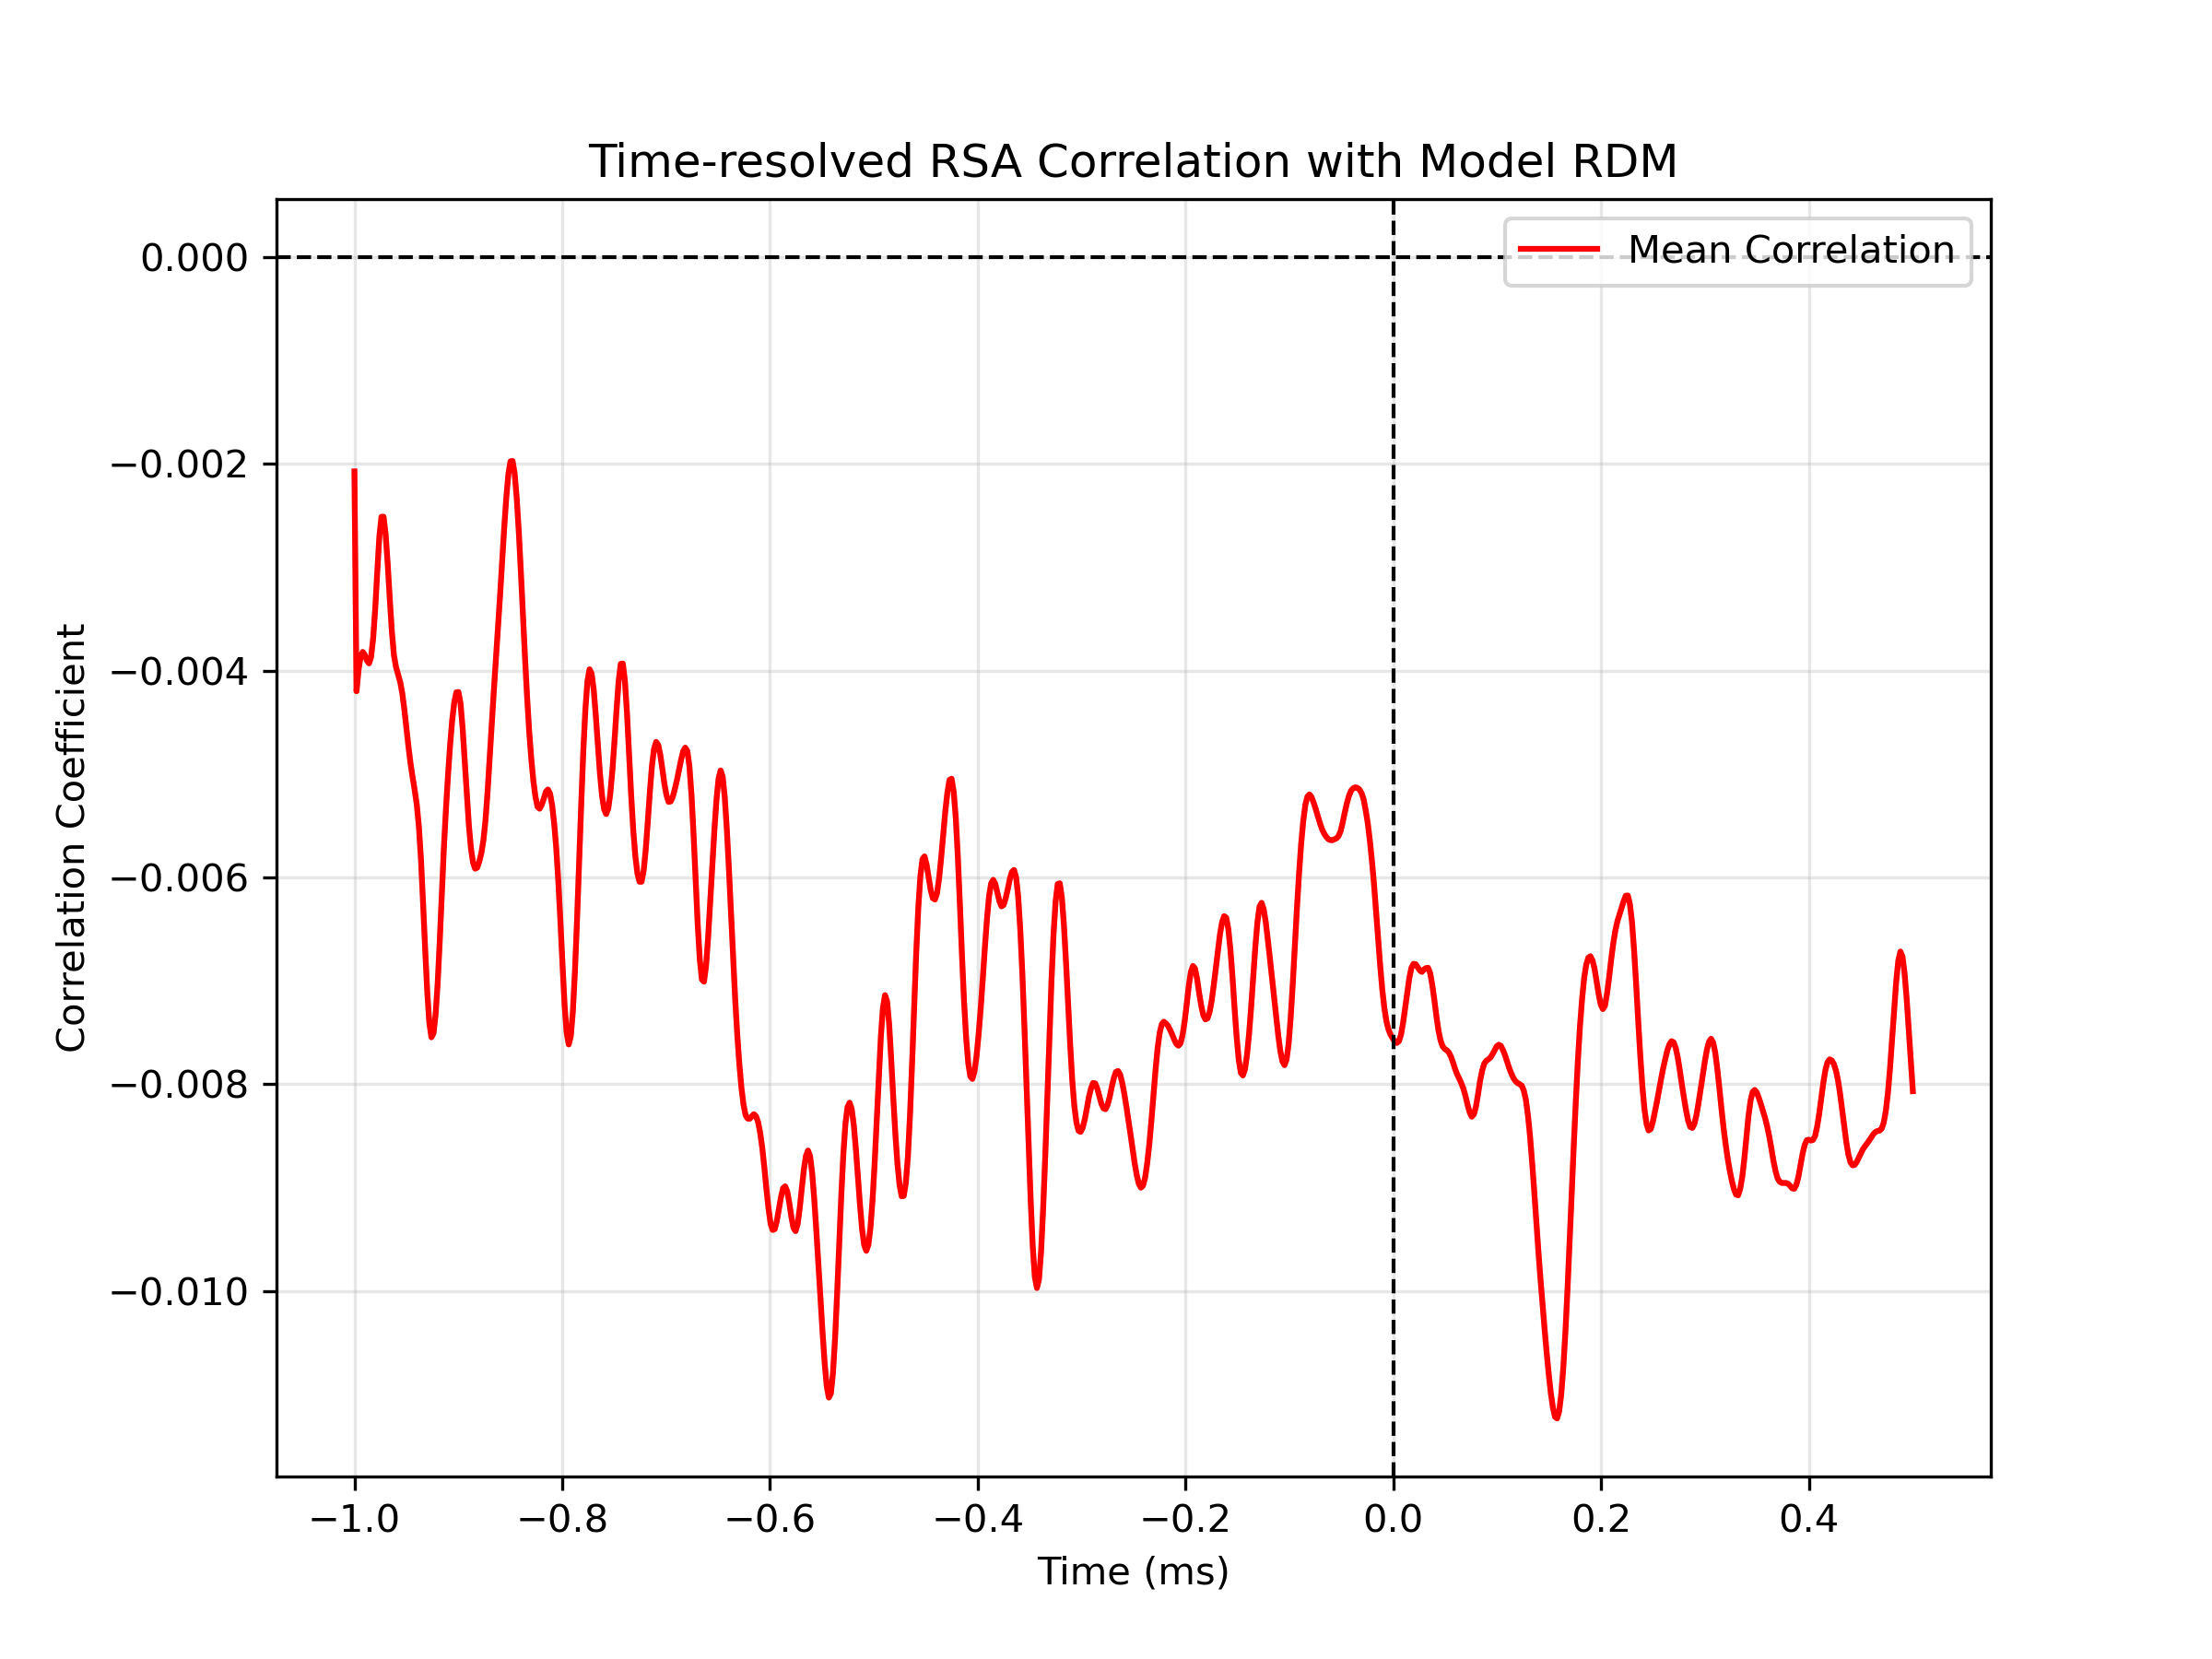 Time-resolved RSA Correlation with Model RDM
Mean Correlation
Correlation Coefficient
0.000
−0.002
−0.004
−0.006
−0.008
−0.010
−1.0 −0.8 −0.6 −0.4 −0.2 0.0 0.2 0.4
Time (ms)